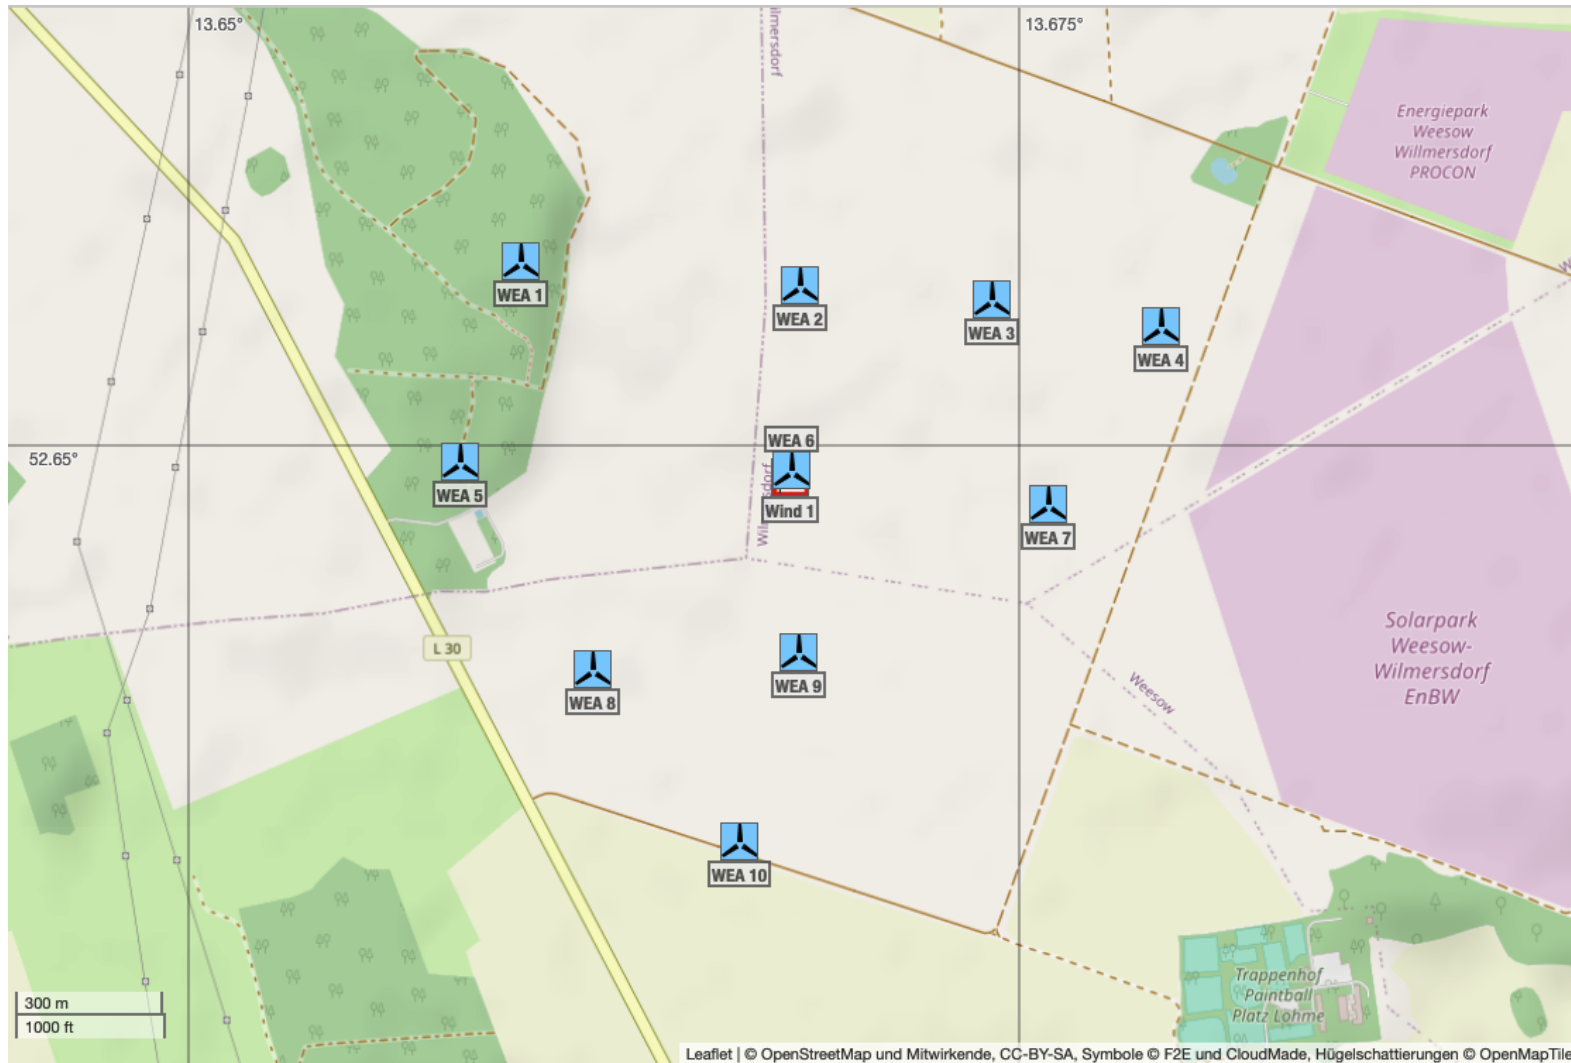 13.65°
13.675°
ilmersdorf
Energiepark
Weesow
Willmersdorf
PROCON
WEA 1
WEA 2
WEA 3
WEA 4
52.65°
WEA 6
WEA 5
Wind 1
WEA 7
L 30
Solarpark
Weesow-
Wilmersdorf
EnBW
WEA 8
WEA 9
Weesow
WEA 10
Trappenhof
Paintball
Platz Lohme
300 m
1000 ft
Leaflet | © OpenStreetMap und Mitwirkende, CC-BY-SA, Symbole © F2E und CloudMade, Hügelschattierungen © OpenMapTile